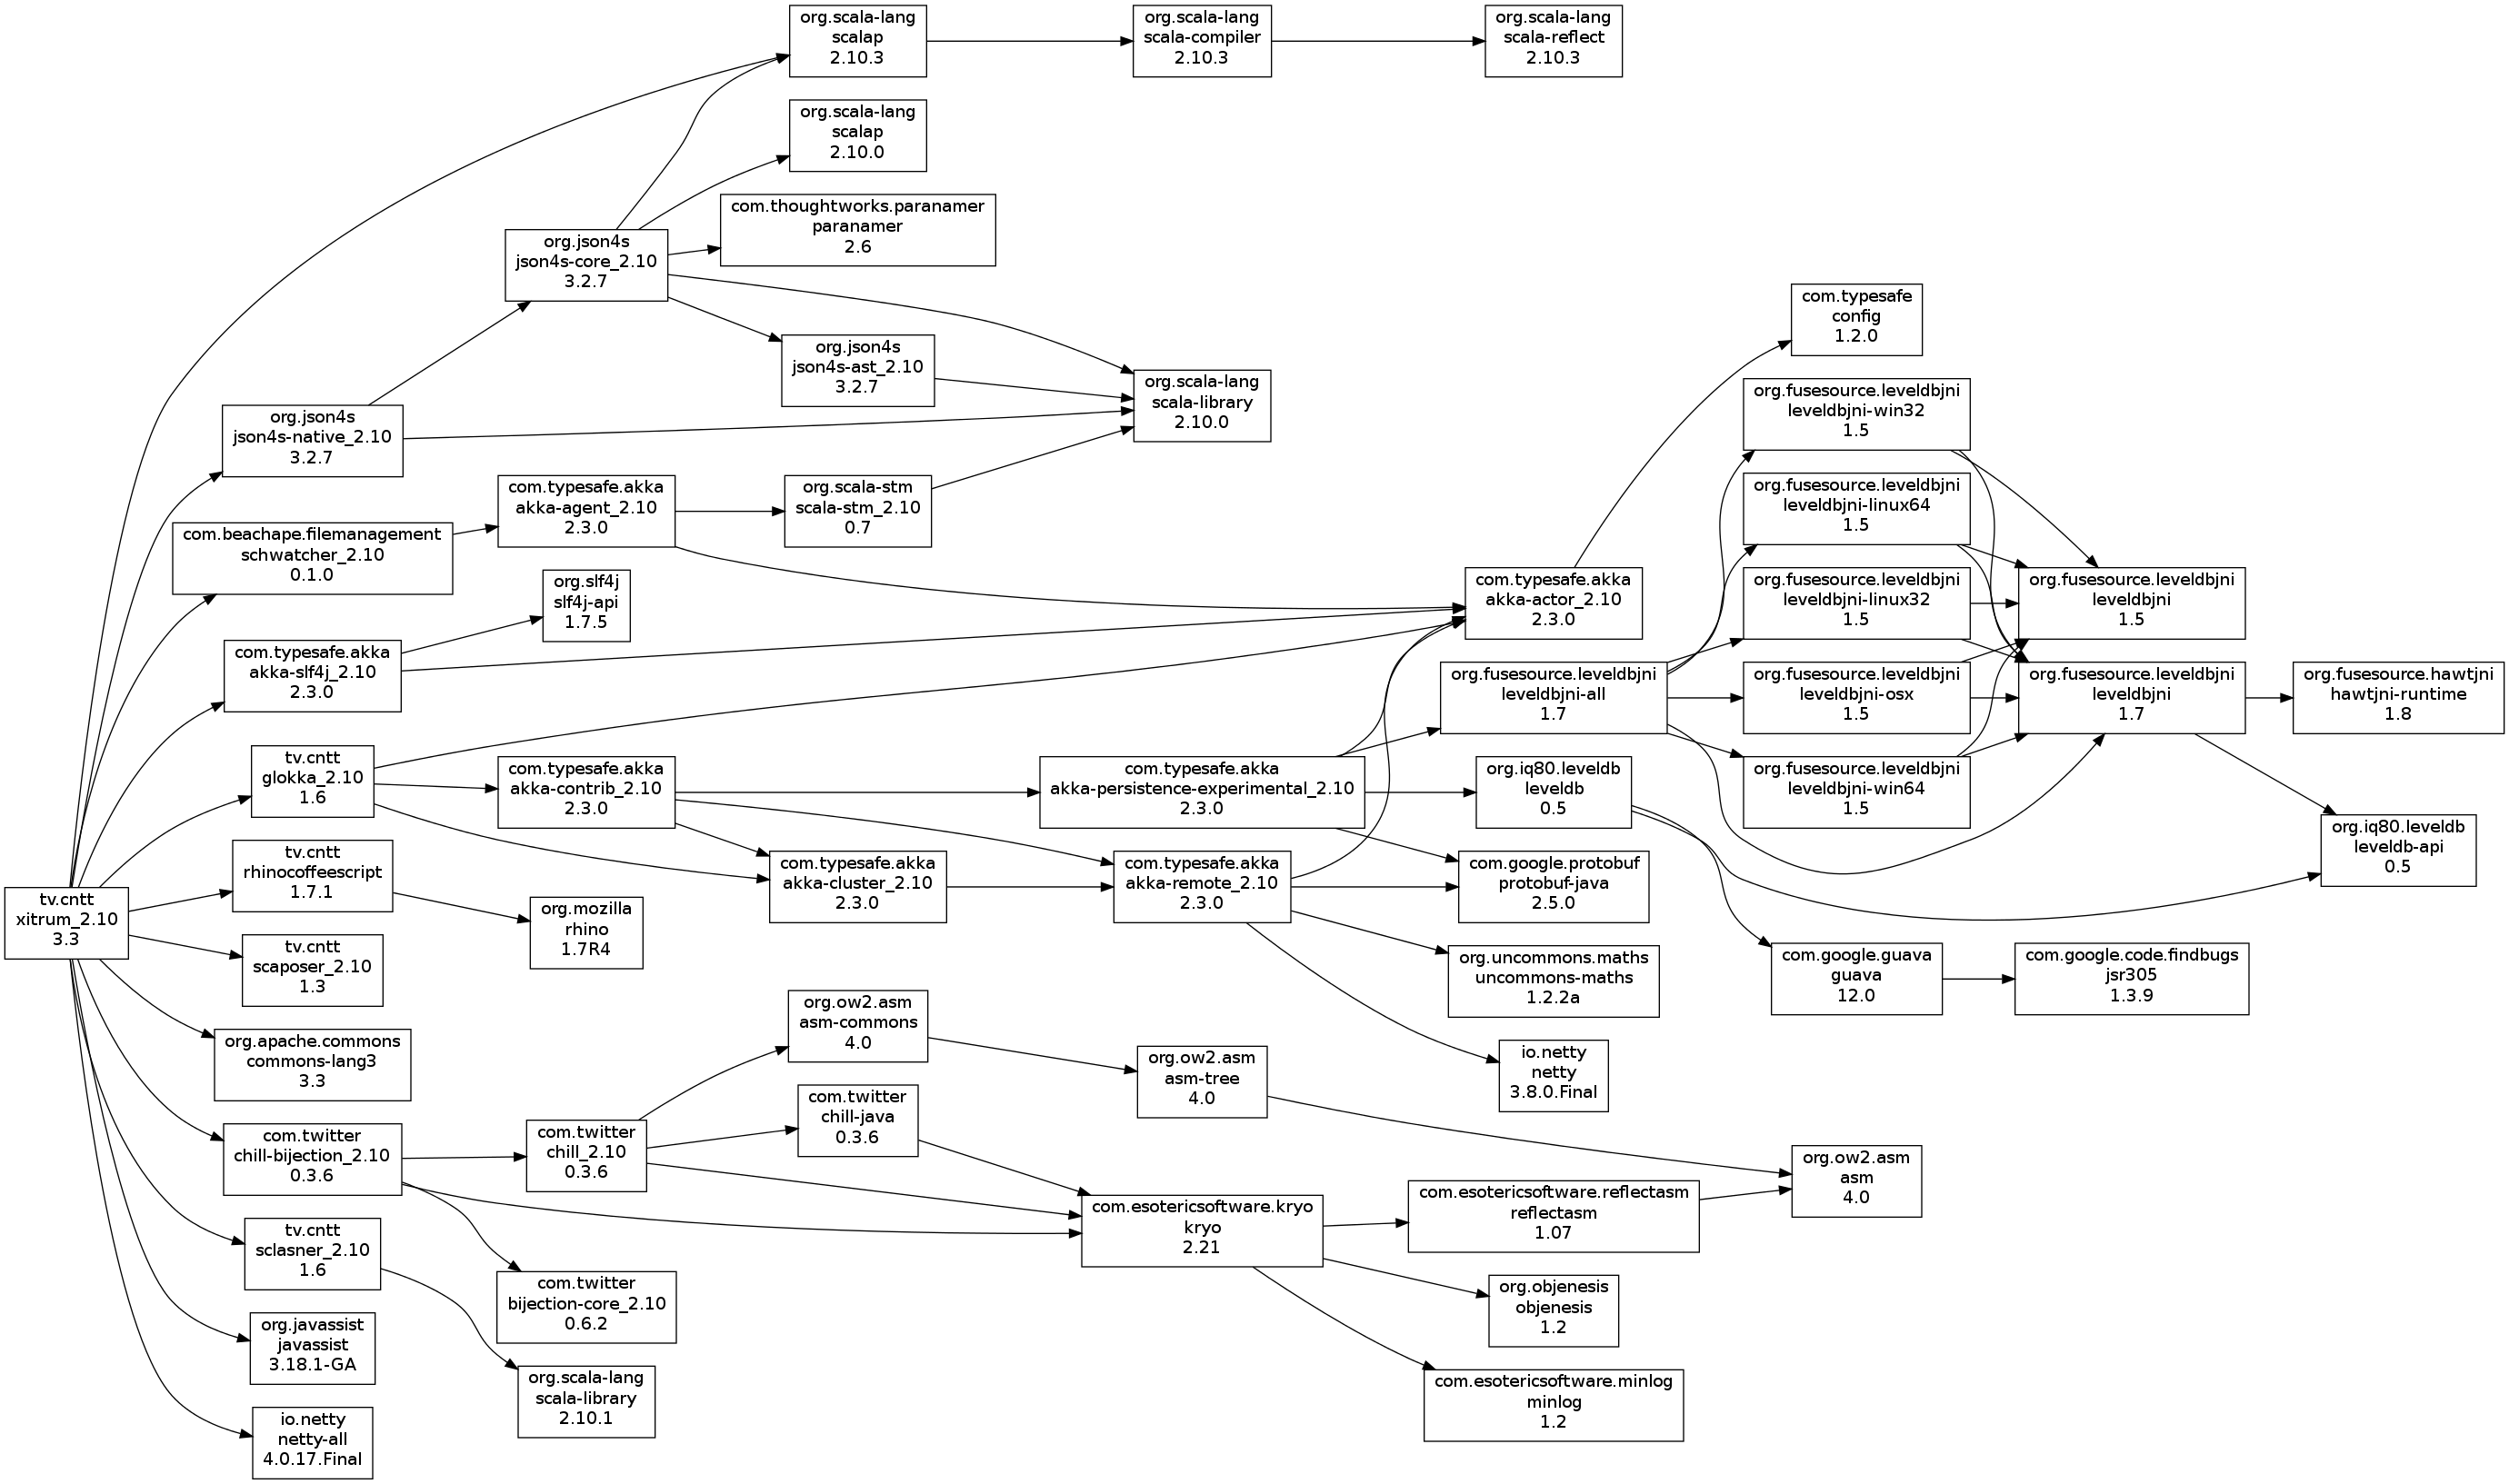 org.scala-lang
scalap
2.10.3
org.scala-lang
scala-compiler
2.10.3
org.scala-lang
scala-reflect
2.10.3
org.scala-lang
scalap
2.10.0
com.thoughtworks.paranamer
paranamer
2.6
org.json4s
json4s-core_2.10
3.2.7
com.typesafe
config
1.2.0
org.json4s
json4s-ast_2.10
3.2.7
org.scala-lang
scala-library
2.10.0
org.fusesource.leveldbjni
leveldbjni-win32
1.5
org.json4s
json4s-native_2.10
3.2.7
com.typesafe.akka
akka-agent_2.10
2.3.0
org.scala-stm
scala-stm_2.10
0.7
org.fusesource.leveldbjni
leveldbjni-linux64
1.5
com.beachape.filemanagement
schwatcher_2.10
0.1.0
org.slf4j
slf4j-api
1.7.5
com.typesafe.akka
akka-actor_2.10
2.3.0
org.fusesource.leveldbjni
leveldbjni-linux32
1.5
org.fusesource.leveldbjni
leveldbjni
1.5
com.typesafe.akka
akka-slf4j_2.10
2.3.0
org.fusesource.leveldbjni
leveldbjni-all
1.7
org.fusesource.leveldbjni
leveldbjni-osx
1.5
org.fusesource.leveldbjni
leveldbjni
1.7
org.fusesource.hawtjni
hawtjni-runtime
1.8
tv.cntt
glokka_2.10
1.6
com.typesafe.akka
akka-contrib_2.10
2.3.0
com.typesafe.akka
akka-persistence-experimental_2.10
2.3.0
org.iq80.leveldb
leveldb
0.5
org.fusesource.leveldbjni
leveldbjni-win64
1.5
org.iq80.leveldb
leveldb-api
0.5
tv.cntt
rhinocoffeescript
1.7.1
com.typesafe.akka
akka-cluster_2.10
2.3.0
com.typesafe.akka
akka-remote_2.10
2.3.0
com.google.protobuf
protobuf-java
2.5.0
tv.cntt
xitrum_2.10
3.3
org.mozilla
rhino
1.7R4
tv.cntt
scaposer_2.10
1.3
org.uncommons.maths
uncommons-maths
1.2.2a
com.google.guava
guava
12.0
com.google.code.findbugs
jsr305
1.3.9
org.apache.commons
commons-lang3
3.3
org.ow2.asm
asm-commons
4.0
org.ow2.asm
asm-tree
4.0
io.netty
netty
3.8.0.Final
com.twitter
chill-java
0.3.6
com.twitter
chill-bijection_2.10
0.3.6
com.twitter
chill_2.10
0.3.6
org.ow2.asm
asm
4.0
com.esotericsoftware.kryo
kryo
2.21
com.esotericsoftware.reflectasm
reflectasm
1.07
tv.cntt
sclasner_2.10
1.6
com.twitter
bijection-core_2.10
0.6.2
org.objenesis
objenesis
1.2
org.javassist
javassist
3.18.1-GA
org.scala-lang
scala-library
2.10.1
com.esotericsoftware.minlog
minlog
1.2
io.netty
netty-all
4.0.17.Final